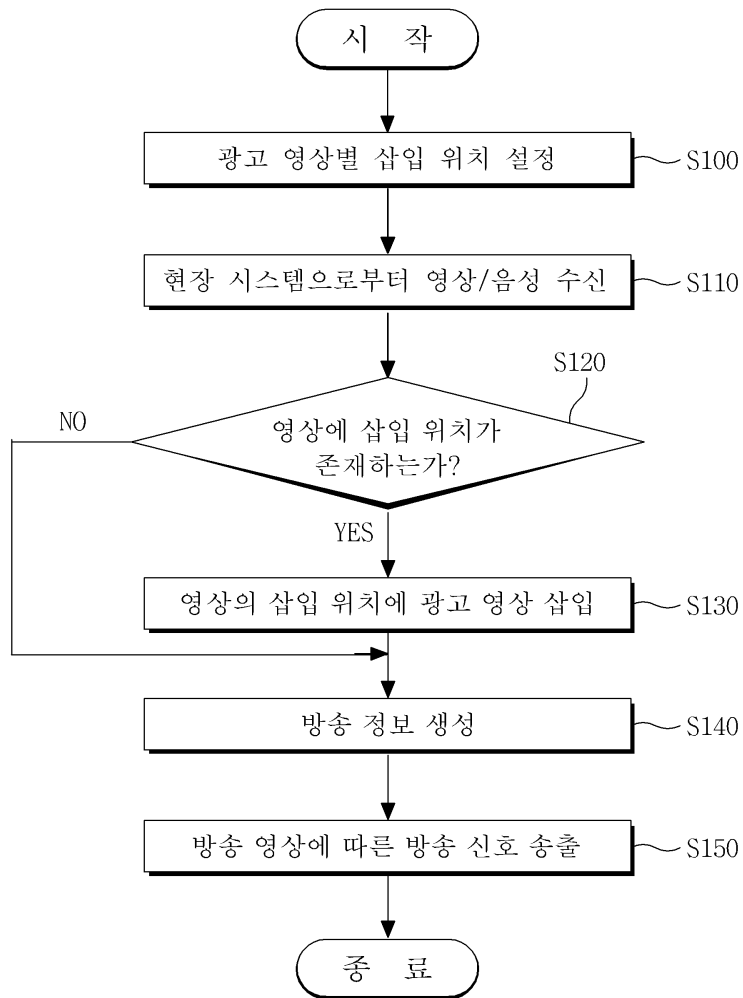 시 작
광고 영상별 삽입 위치 설정
S100
현장 시스템으로부터 영상/음성 수신
S110
S120
영상에 삽입 위치가
존재하는가?
NO
YES
영상의 삽입 위치에 광고 영상 삽입
S130
방송 정보 생성
S140
방송 영상에 따른 방송 신호 송출
S150
종 료